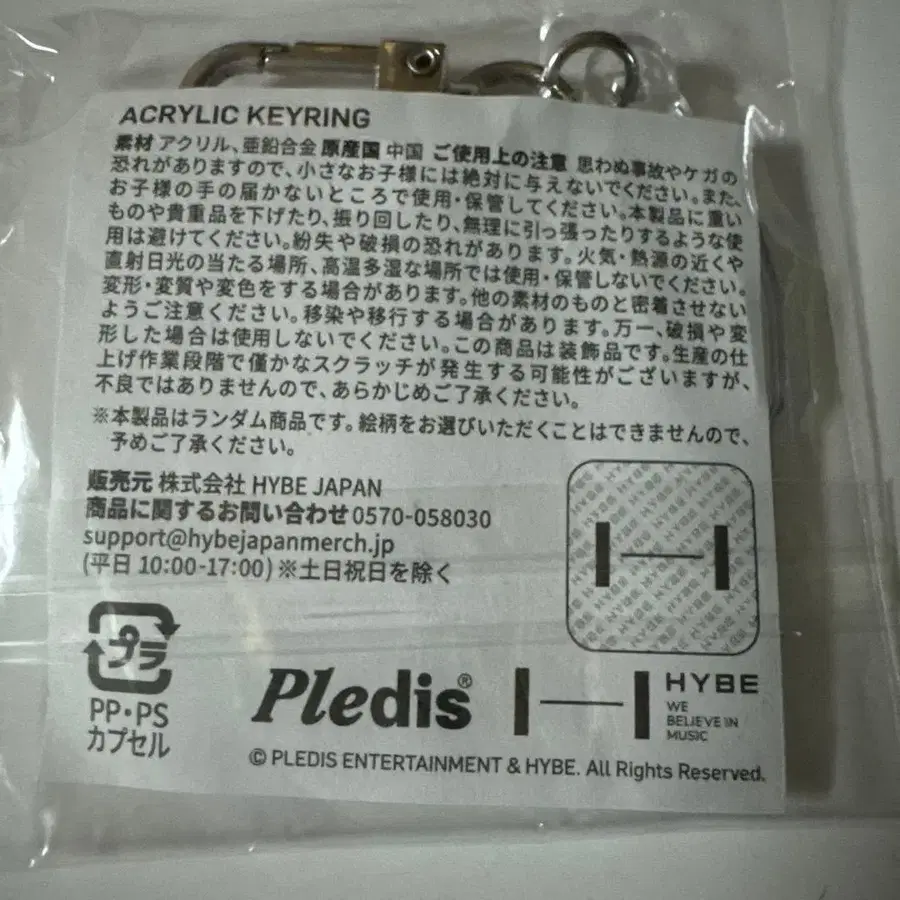 ACRYLIC KEYRING
素材 アクリル、亜鉛合金 原産国 中国 ご使用上の注意 思わぬ事故やケガの
恐れがありますので、小さなお子様には絶対に与えないでください。また、
お子様の手の届かないところで使用・保管してください。本製品に重い
ものや貴重品を下げたり、振り回したり、無理に引っ張ったりするような使
用は避けてください。紛失や破損の恐れがあります。火気・熱源の近くや
直射日光の当たる場所、高温多湿な場所では使用・保管しないでください。
変形・変質や変色をする場合があります。他の素材のものと密着させない
ようご注意ください。移染や移行する場合があります。万一、破損や変
形した場合は使用しないでください。この商品は装飾品です。生産の仕
上げ作業段階で僅かなスクラッチが発生する可能性がございますが、
不良ではありませんので、あらかじめご了承ください。
※本製品はランダム商品です。絵柄をお選びいただくことはできませんので、
予めご了承ください。
販売元 株式会社 HYBE JAPAN
商品に関するお問い合わせ 0570-058030
support@hybejapanmerch.jp
(平日 10:00-17:00) ※土日祝日を除く
プラ
PP・PS
カプセル
Pledis®
HYBE
WE
BELIEVE IN
MUSIC
© PLEDIS ENTERTAINMENT & HYBE. All Rights Reserved.